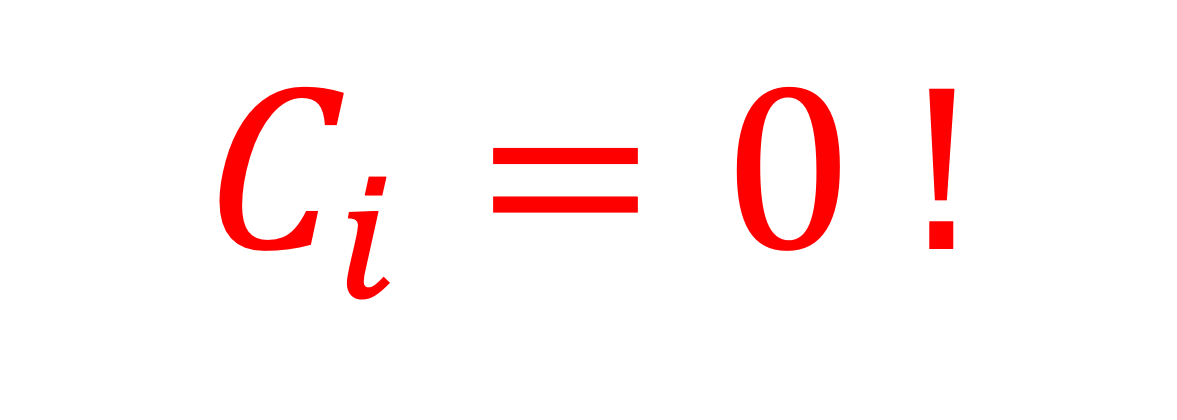 C_i = 0 !